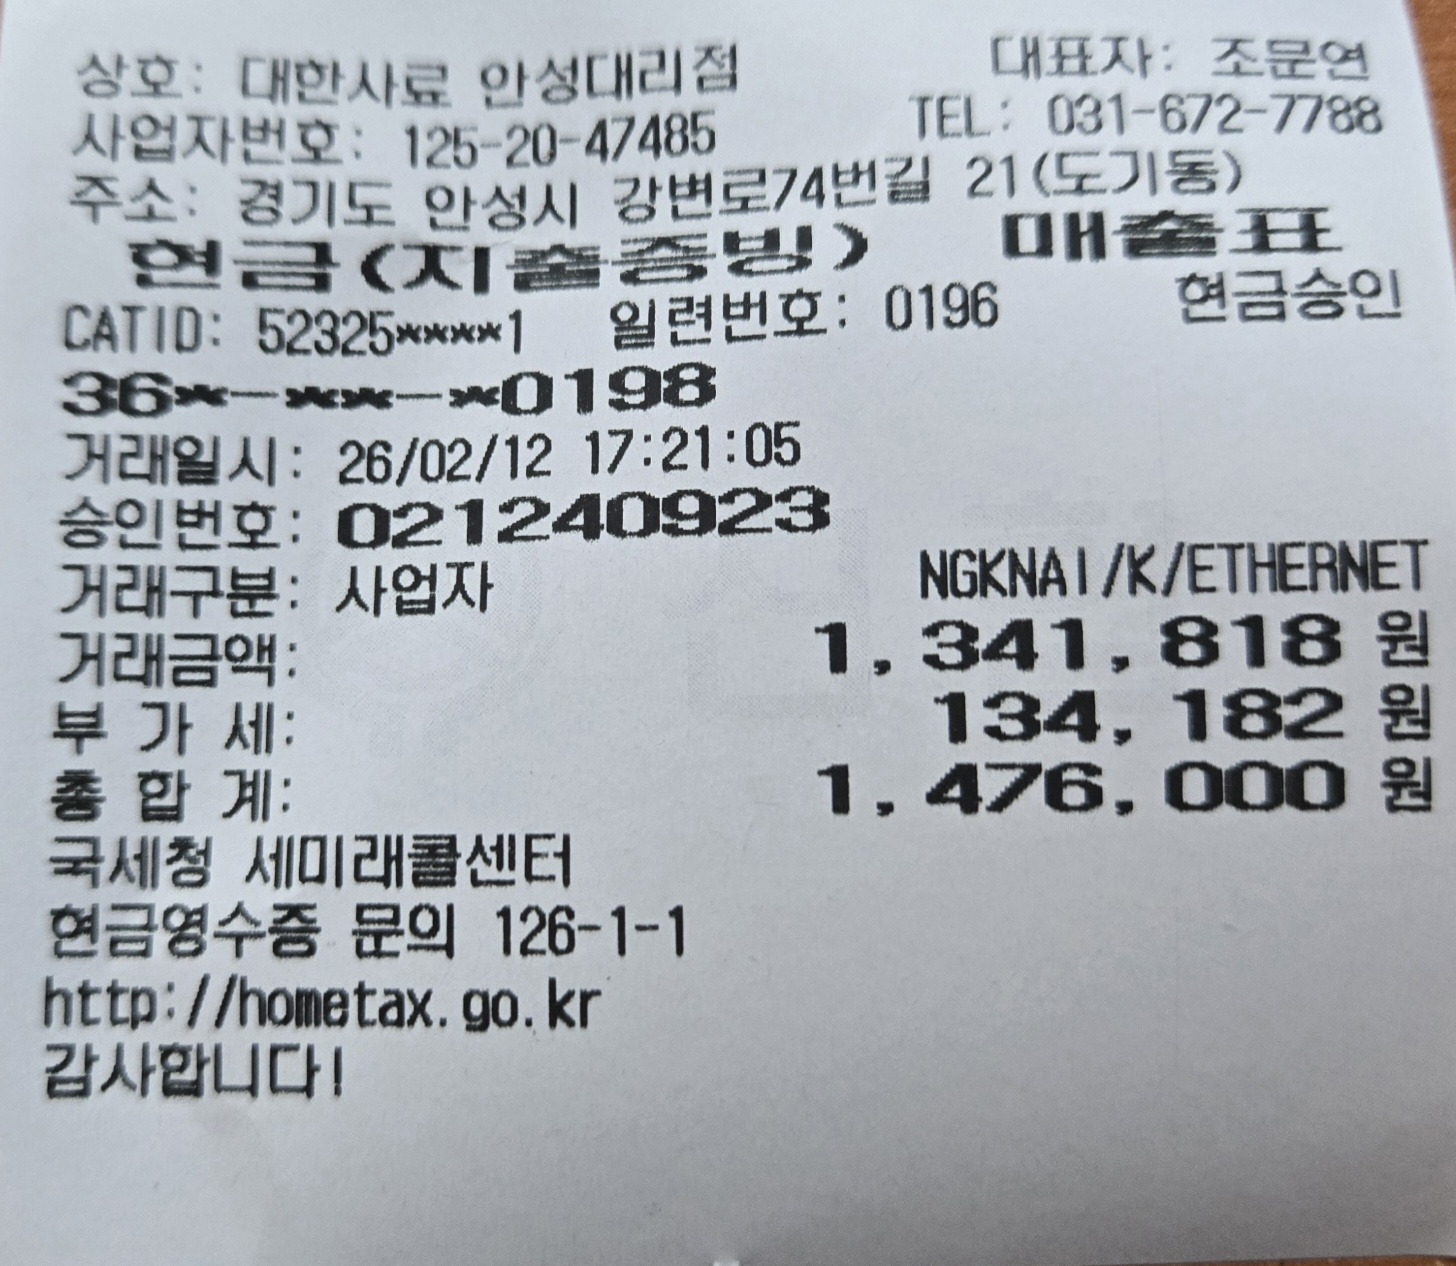 상호: 대한사료 안성대리점 대표자: 조문연
사업자번호: 125-20-47485 TEL: 031-672-7788
주소: 경기도 안성시 강변로74번길 21(도기동)
현금(지출증빙) 매출표
CATID: 52325****1 일련번호: 0196 현금승인
36*-**-*0198
거래일시: 26/02/12 17:21:05
승인번호: 021240923
거래구분: 사업자 NGKNAI/K/ETHERNET
거래금액: 1,341,818 원
부 가 세: 134,182 원
총 합 계: 1,476,000 원
국세청 세미래콜센터
현금영수증 문의 126-1-1
http://hometax.go.kr
감사합니다!